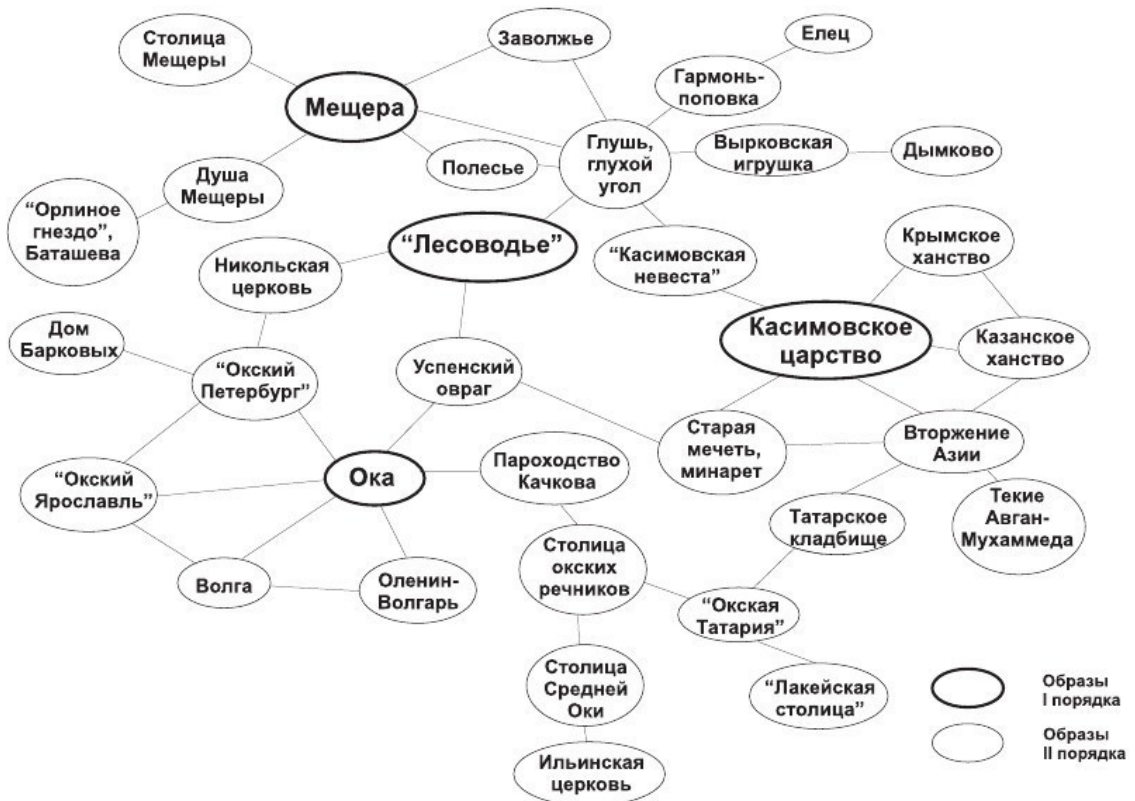 Столица
Мещеры
Заволжье
Елец
Гармонь-
поповка
Мещера
Глушь,
глухой
угол
Вырковская
игрушка
Дымково
Полесье
Душа
Мещеры
“Орлиное
гнездо”,
Баташева
“Лесоводье”
Никольская
церковь
“Касимовская
невеста”
Крымское
ханство
Касимовское
царство
Казанское
ханство
Дом
Барковых
“Окский
Петербург”
Успенский
овраг
Старая
мечеть,
минарет
Вторжение
Азии
“Окский
Ярославль”
Ока
Пароходство
Качкова
Текие
Авган-
Мухаммеда
Татарское
кладбище
Столица
окских
речников
Волга
Оленин-
Волгарь
“Окская
Татария”
Столица
Средней
Оки
“Лакейская
столица”
Ильинская
церковь
Образы
I порядка
Образы
II порядка